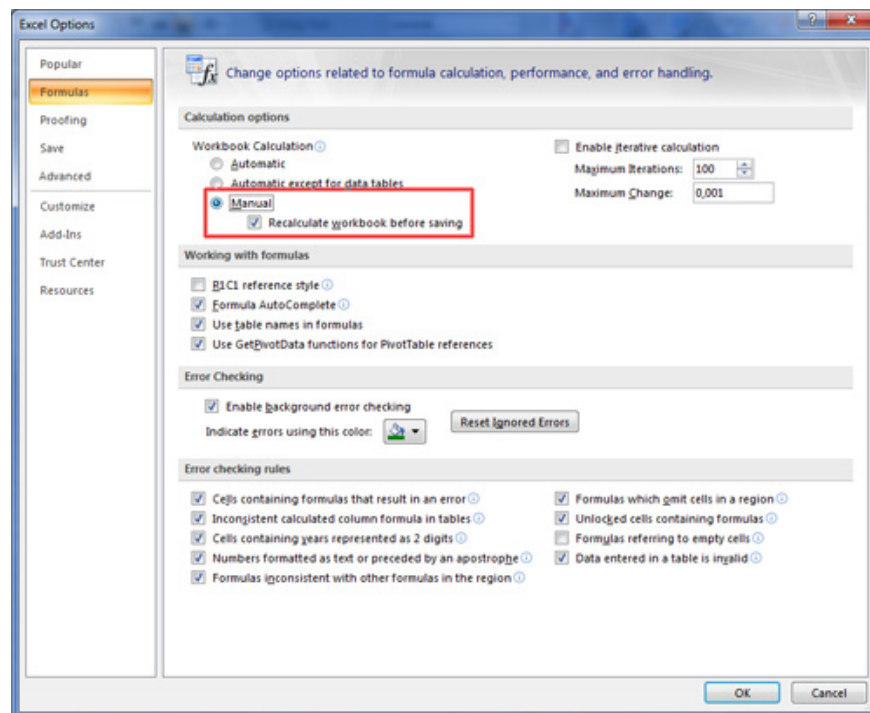 Excel Options
Popular
Formulas
Proofing
Save
Advanced
Customize
Add-Ins
Trust Center
Resources
Change options related to formula calculation, performance, and error handling.
Calculation options
Workbook Calculation
Automatic
Automatic except for data tables
Manual
Recalculate workbook before saving
Enable iterative calculation
Maximum Iterations: 100
Maximum Change: 0,001
Working with formulas
R1C1 reference style
Formula AutoComplete
Use table names in formulas
Use GetPivotData functions for PivotTable references
Error Checking
Enable background error checking
Indicate errors using this color:
Reset Ignored Errors
Error checking rules
Cells containing formulas that result in an error
Inconsistent calculated column formula in tables
Cells containing years represented as 2 digits
Numbers formatted as text or preceded by an apostrophe
Formulas inconsistent with other formulas in the region
Formulas which omit cells in a region
Unlocked cells containing formulas
Formulas referring to empty cells
Data entered in a table is invalid
OK Cancel